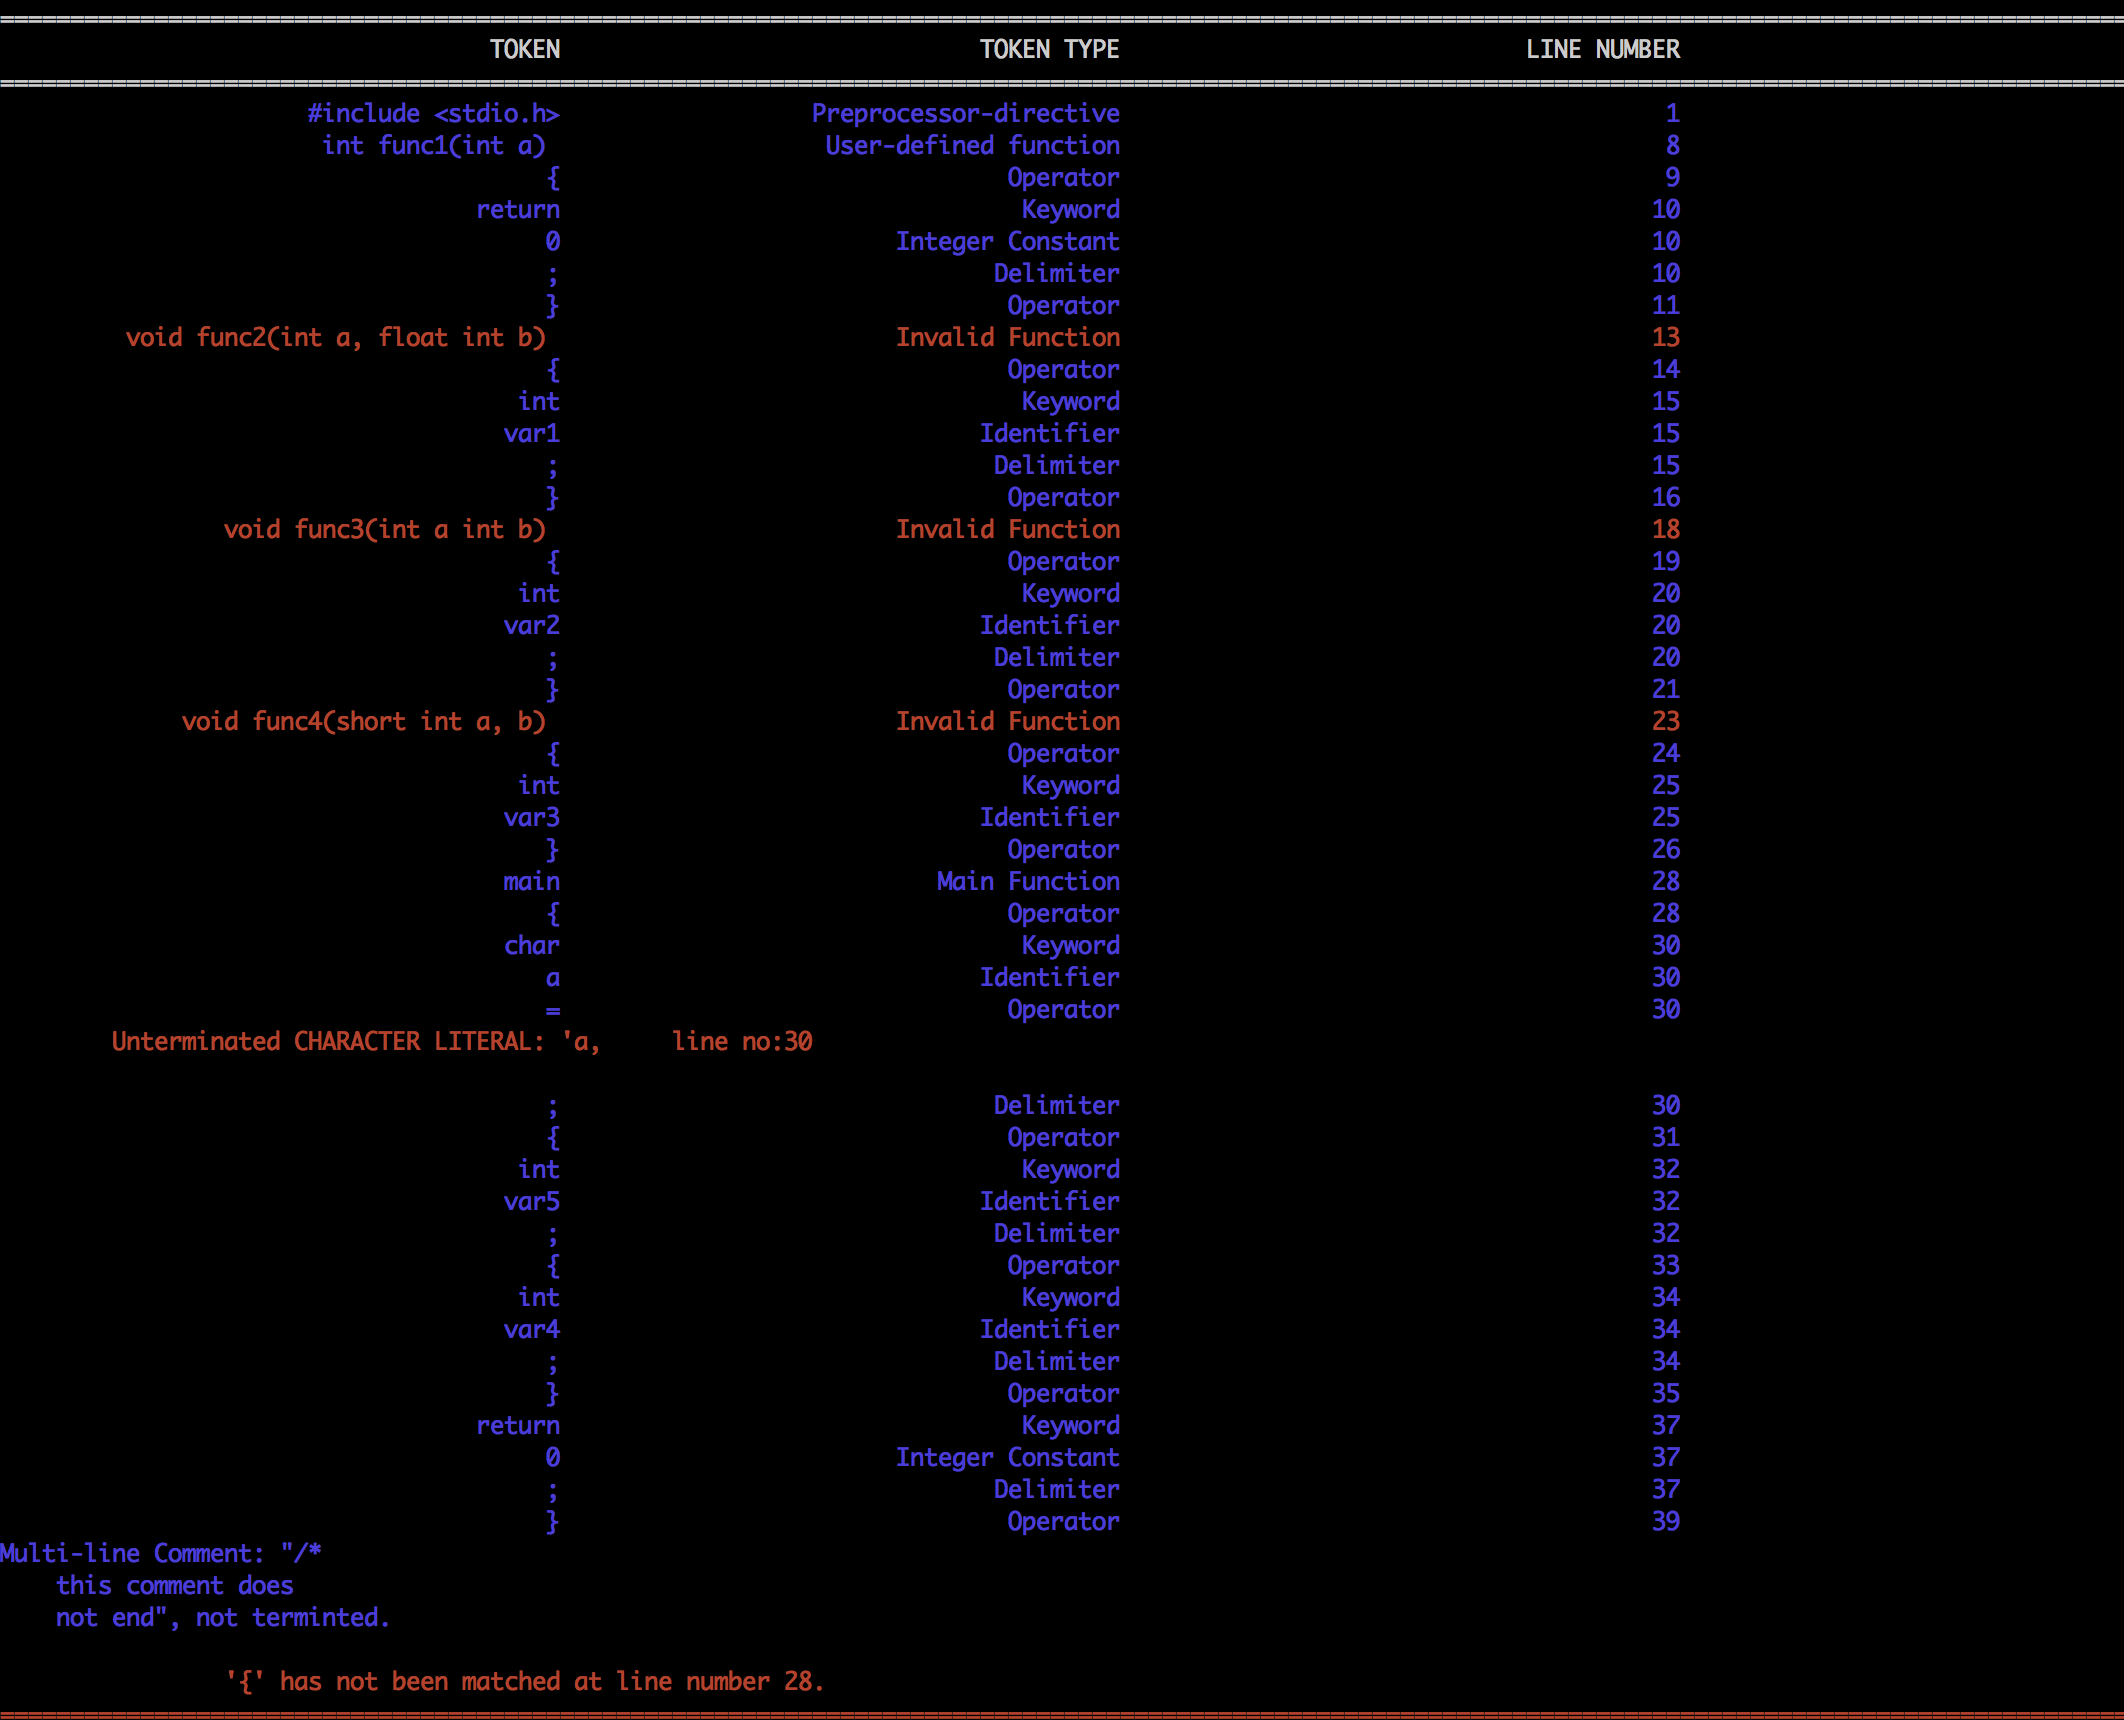 TOKEN TOKEN TYPE LINE NUMBER
#include <stdio.h> Preprocessor-directive 1
int func1(int a) User-defined function 8
{ Operator 9
return Keyword 10
0 Integer Constant 10
; Delimiter 10
} Operator 11
void func2(int a, float int b) Invalid Function 13
{ Operator 14
int Keyword 15
var1 Identifier 15
; Delimiter 15
} Operator 16
void func3(int a int b) Invalid Function 18
{ Operator 19
int Keyword 20
var2 Identifier 20
; Delimiter 20
} Operator 21
void func4(short int a, b) Invalid Function 23
{ Operator 24
int Keyword 25
var3 Identifier 25
} Operator 26
main Main Function 28
{ Operator 28
char Keyword 30
a Identifier 30
= Operator 30
Unterminated CHARACTER LITERAL: 'a, line no:30
; Delimiter 30
{ Operator 31
int Keyword 32
var5 Identifier 32
; Delimiter 32
{ Operator 33
int Keyword 34
var4 Identifier 34
; Delimiter 34
} Operator 35
return Keyword 37
0 Integer Constant 37
; Delimiter 37
} Operator 39
Multi-line Comment: "/*
this comment does
not end", not terminted.
'{' has not been matched at line number 28.